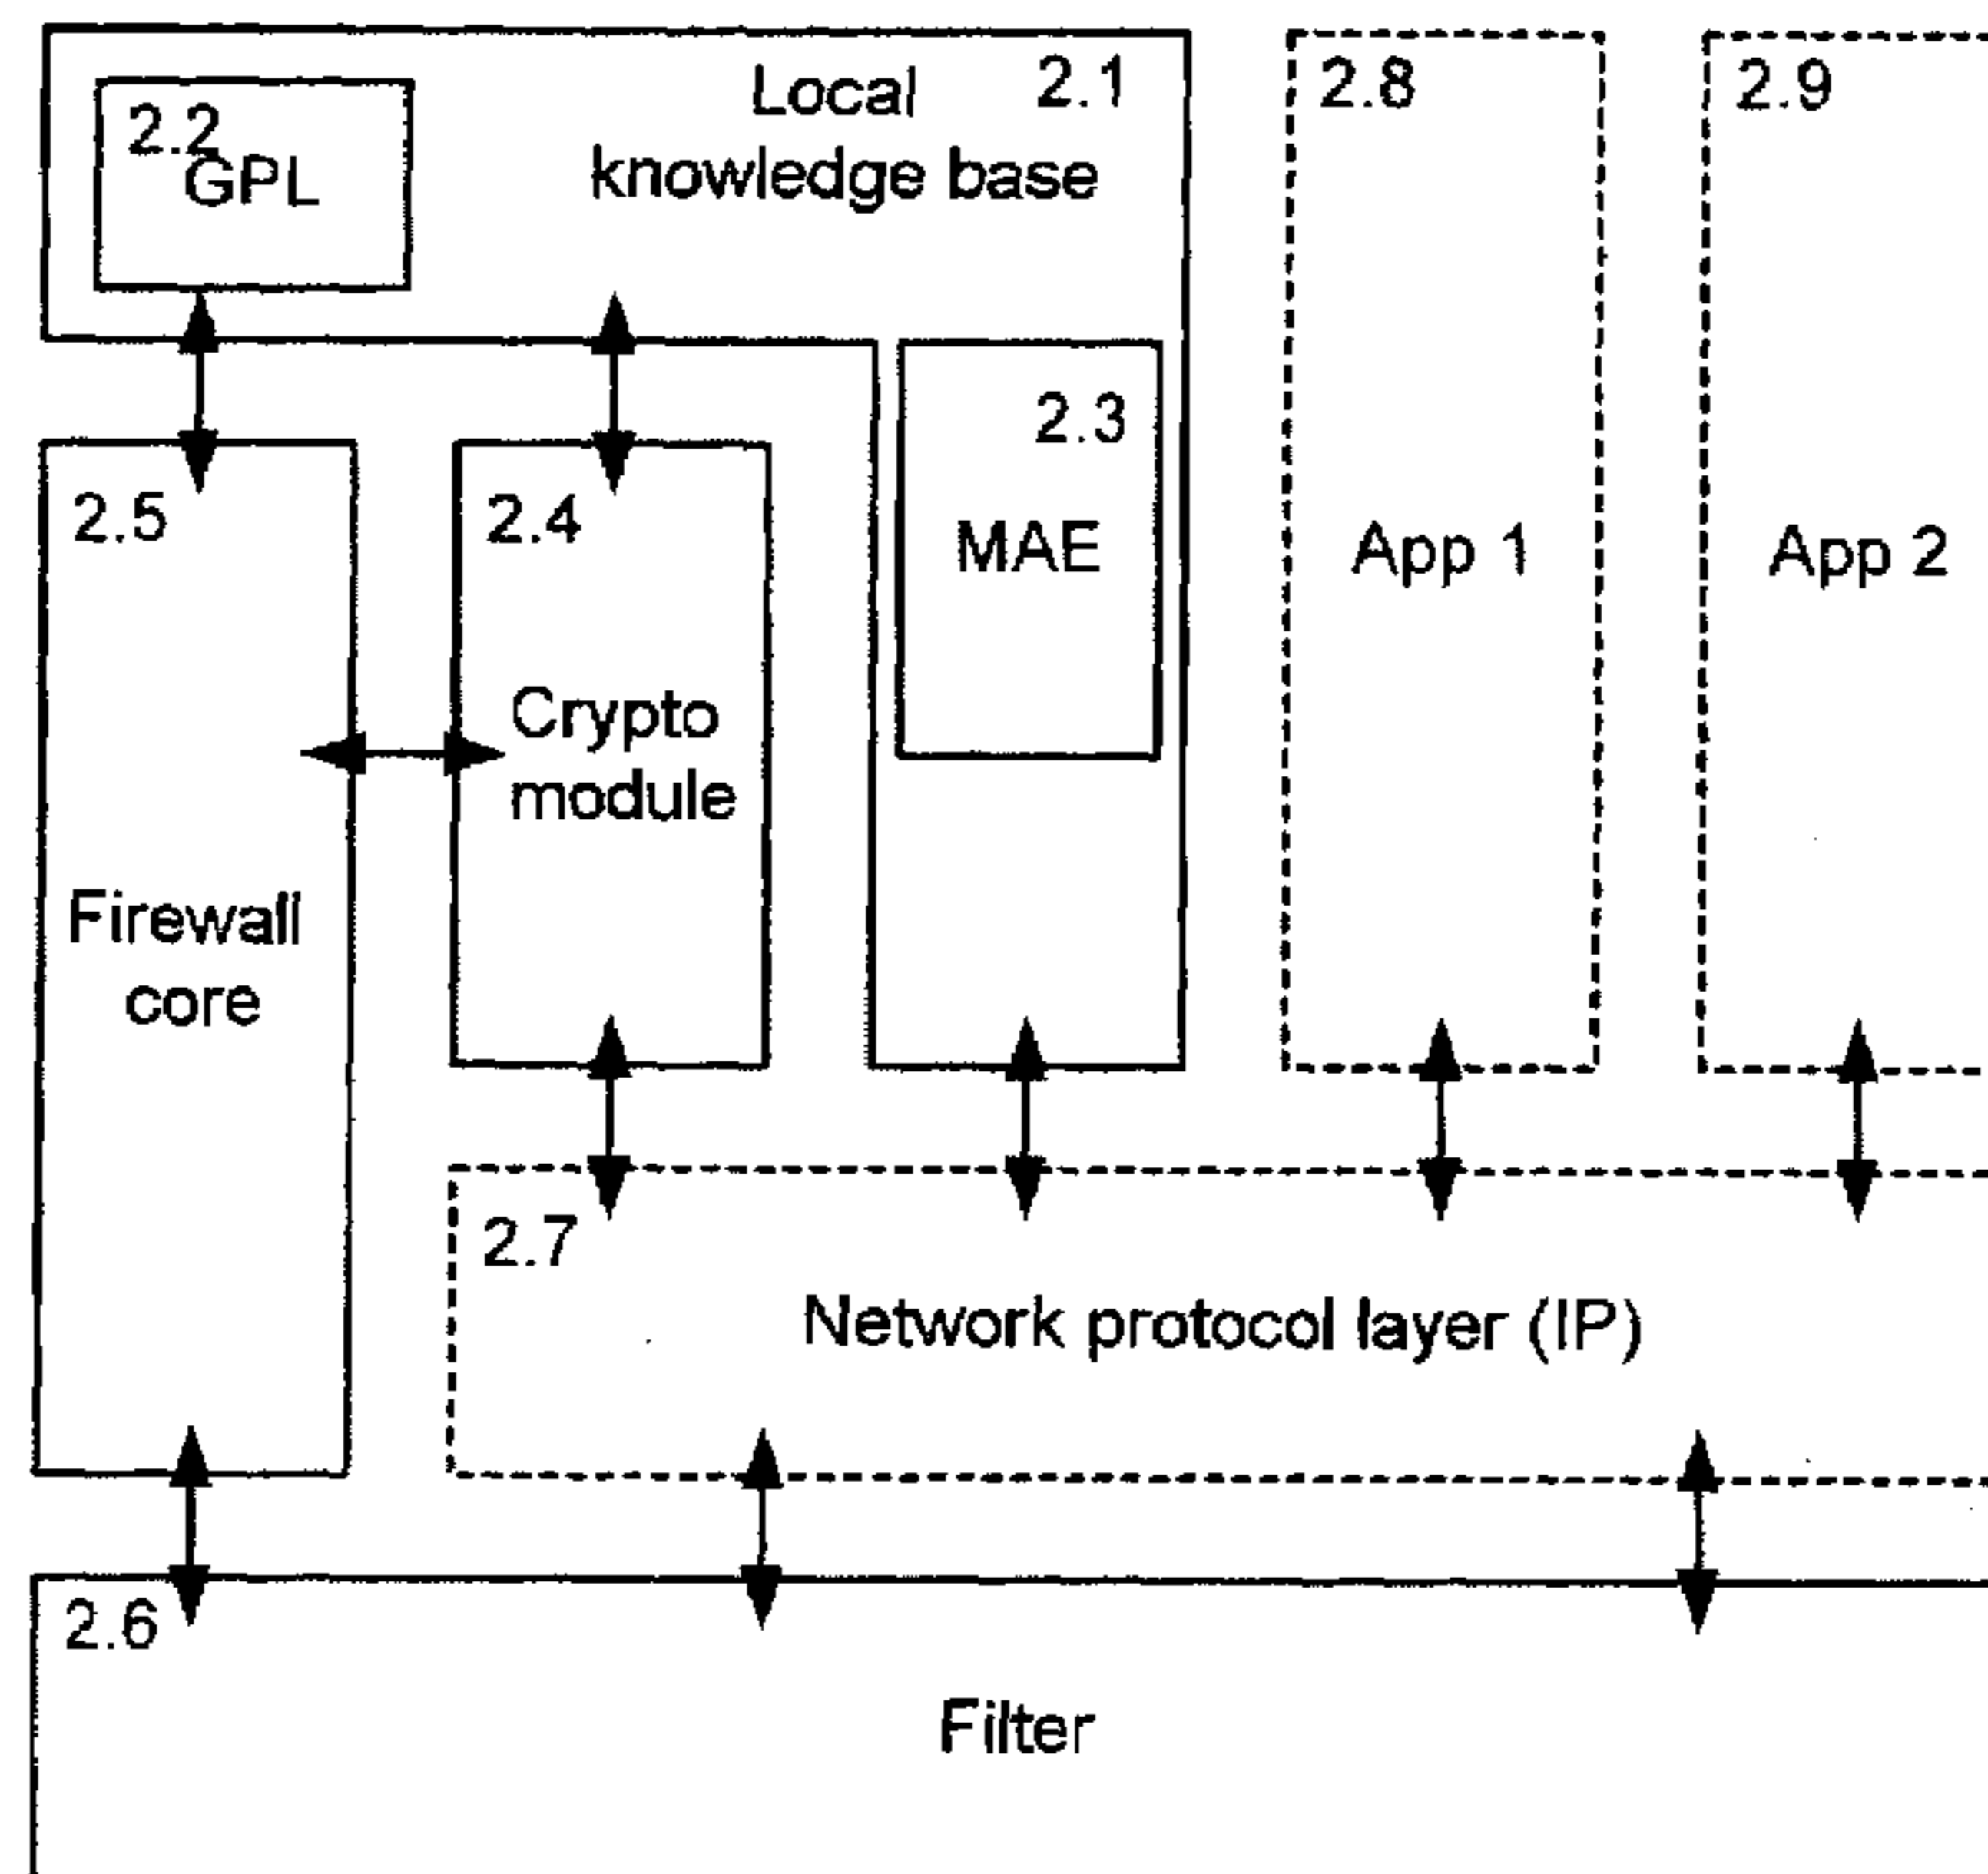 2.1
Local
knowledge base
2.2
GPL
2.8
2.9
2.3
MAE
App 1
App 2
2.5
2.4
Crypto
module
Firewall
core
2.7
Network protocol layer (IP)
2.6
Filter